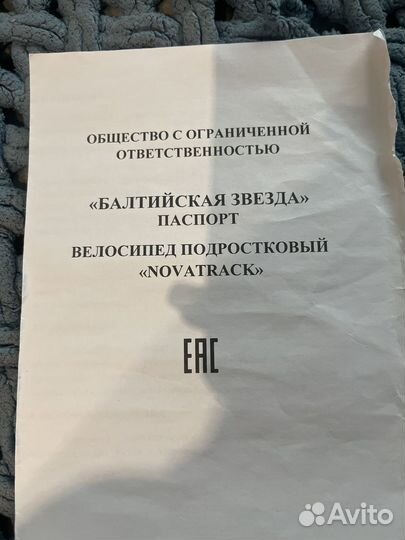 ОБЩЕСТВО С ОГРАНИЧЕННОЙ
ОТВЕТСТВЕННОСТЬЮ
«БАЛТИЙСКАЯ ЗВЕЗДА»
ПАСПОРТ
ВЕЛОСИПЕД ПОДРОСТКОВЫЙ
«NOVATRACK»
EAC
Avito